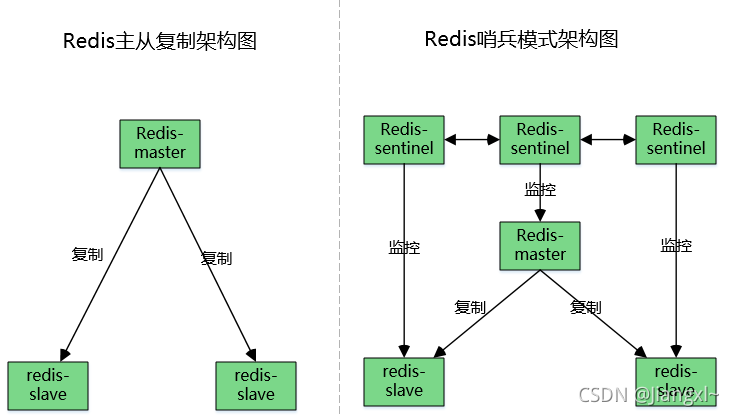 Redis主从复制架构图
Redis-
master
复制
复制
redis-
slave
redis-
slave
Redis哨兵模式架构图
Redis-
sentinel
Redis-
sentinel
Redis-
sentinel
监控
监控
监控
Redis-
master
复制
复制
redis-
slave
redis-
slave
CSDN @Jiangxl~